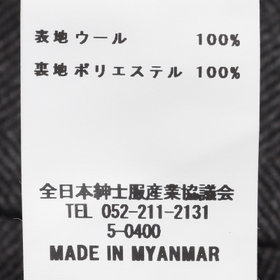 表地ウール 100%
裏地ポリエステル 100%
全日本紳士服産業協議会
TEL 052-211-2131
5-0400
MADE IN MYANMAR